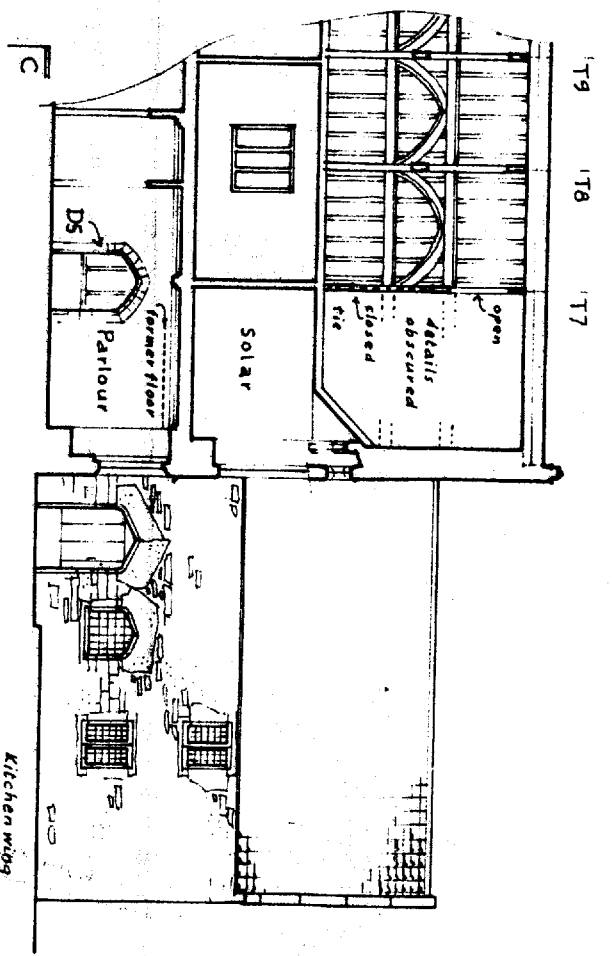 T9 T8 T7
open
details
obscured
closed
tie
Solar
former floor
Parlour
DS
C
Kitchen wing